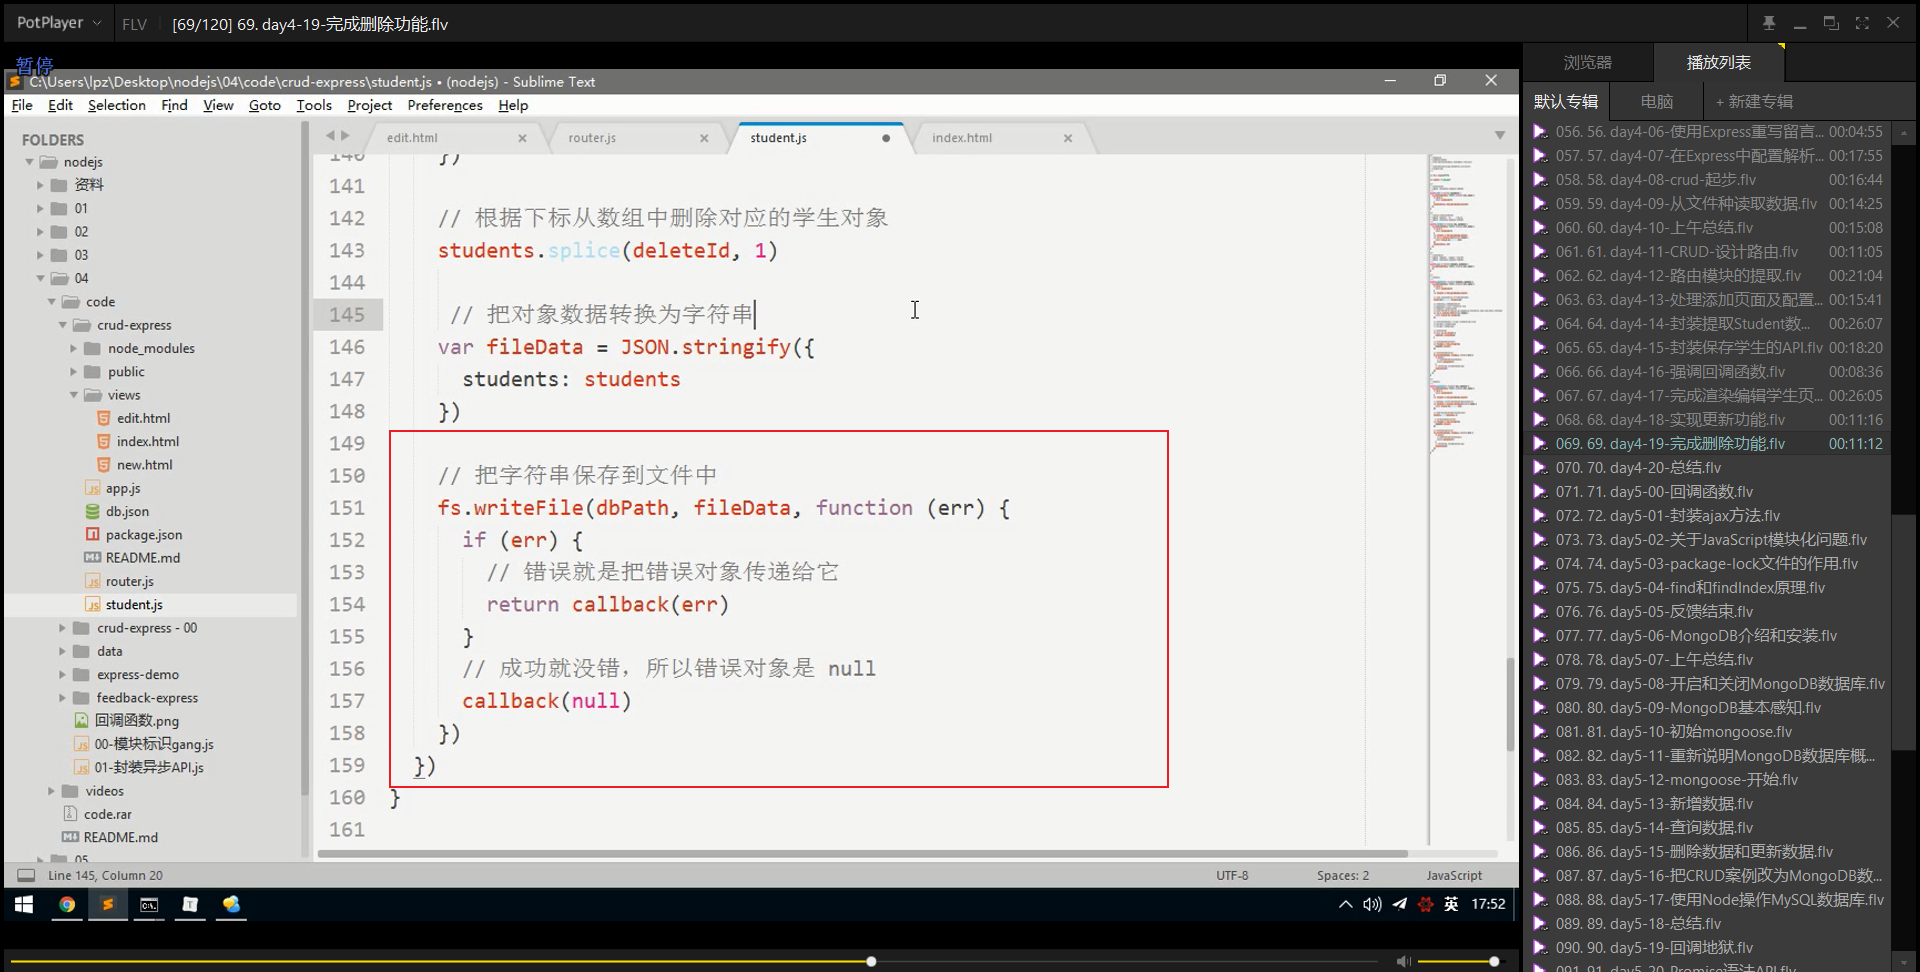 PotPlayer
FLV
[69/120] 69. day4-19-完成删除功能.flv
暂停
C:\Users\lpz\Desktop\nodejs\04\code\crud-express\student.js • (nodejs) - Sublime Text
File Edit Selection Find View Goto Tools Project Preferences Help
FOLDERS
nodejs
资料
01
02
03
04
code
crud-express
node_modules
public
views
edit.html
index.html
new.html
app.js
db.json
package.json
README.md
router.js
student.js
crud-express - 00
data
express-demo
feedback-express
回调函数.png
00-模块标识gang.js
01-封装异步API.js
videos
code.rar
README.md
05
edit.html
router.js
student.js
index.html
140 })
141
142 // 根据下标从数组中删除对应的学生对象
143 students.splice(deleteId, 1)
144
145 // 把对象数据转换为字符串
146 var fileData = JSON.stringify({
147 students: students
148 })
149
150 // 把字符串保存到文件中
151 fs.writeFile(dbPath, fileData, function (err) {
152 if (err) {
153 // 错误就是把错误对象传递给它
154 return callback(err)
155 }
156 // 成功就没错，所以错误对象是 null
157 callback(null)
158 })
159 })
160 }
161
Line 145, Column 20
UTF-8
Spaces: 2
JavaScript
英
17:52
浏览器
播放列表
默认专辑
电脑
+ 新建专辑
056. 56. day4-06-使用Express重写留言... 00:04:55
057. 57. day4-07-在Express中配置解析... 00:17:55
058. 58. day4-08-crud-起步.flv 00:16:44
059. 59. day4-09-从文件种读取数据.flv 00:14:25
060. 60. day4-10-上午总结.flv 00:15:08
061. 61. day4-11-CRUD-设计路由.flv 00:11:05
062. 62. day4-12-路由模块的提取.flv 00:21:04
063. 63. day4-13-处理添加页面及配置... 00:15:41
064. 64. day4-14-封装提取Student数... 00:26:07
065. 65. day4-15-封装保存学生的API.flv 00:18:20
066. 66. day4-16-强调回调函数.flv 00:08:36
067. 67. day4-17-完成渲染编辑学生页... 00:26:05
068. 68. day4-18-实现更新功能.flv 00:11:16
069. 69. day4-19-完成删除功能.flv 00:11:12
070. 70. day4-20-总结.flv
071. 71. day5-00-回调函数.flv
072. 72. day5-01-封装ajax方法.flv
073. 73. day5-02-关于JavaScript模块化问题.flv
074. 74. day5-03-package-lock文件的作用.flv
075. 75. day5-04-find和findIndex原理.flv
076. 76. day5-05-反馈结束.flv
077. 77. day5-06-MongoDB介绍和安装.flv
078. 78. day5-07-上午总结.flv
079. 79. day5-08-开启和关闭MongoDB数据库.flv
080. 80. day5-09-MongoDB基本感知.flv
081. 81. day5-10-初始mongoose.flv
082. 82. day5-11-重新说明MongoDB数据库概...
083. 83. day5-12-mongoose-开始.flv
084. 84. day5-13-新增数据.flv
085. 85. day5-14-查询数据.flv
086. 86. day5-15-删除数据和更新数据.flv
087. 87. day5-16-把CRUD案例改为MongoDB数...
088. 88. day5-17-使用Node操作MySQL数据库.flv
089. 89. day5-18-总结.flv
090. 90. day5-19-回调地狱.flv
091. 91. day5-20-Promise语法API.flv